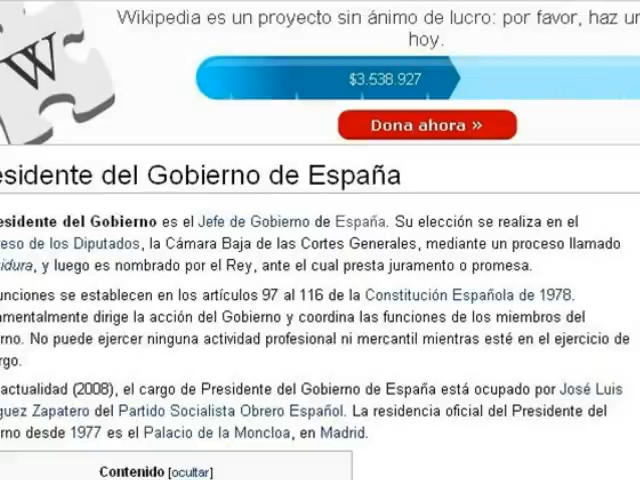 W
Wikipedia es un proyecto sin ánimo de lucro: por favor, haz un
hoy.
$3.538.927
Dona ahora »
esidente del Gobierno de España
esidente del Gobierno es el Jefe de Gobierno de España. Su elección se realiza en el
eso de los Diputados, la Cámara Baja de las Cortes Generales, mediante un proceso llamado
idura, y luego es nombrado por el Rey, ante el cual presta juramento o promesa.
unciones se establecen en los artículos 97 al 116 de la Constitución Española de 1978.
amentalmente dirige la acción del Gobierno y coordina las funciones de los miembros del
rno. No puede ejercer ninguna actividad profesional ni mercantil mientras esté en el ejercicio de
rgo.
actualidad (2008), el cargo de Presidente del Gobierno de España está ocupado por José Luis
guez Zapatero del Partido Socialista Obrero Español. La residencia oficial del Presidente del
rno desde 1977 es el Palacio de la Moncloa, en Madrid.
Contenido [ocultar]